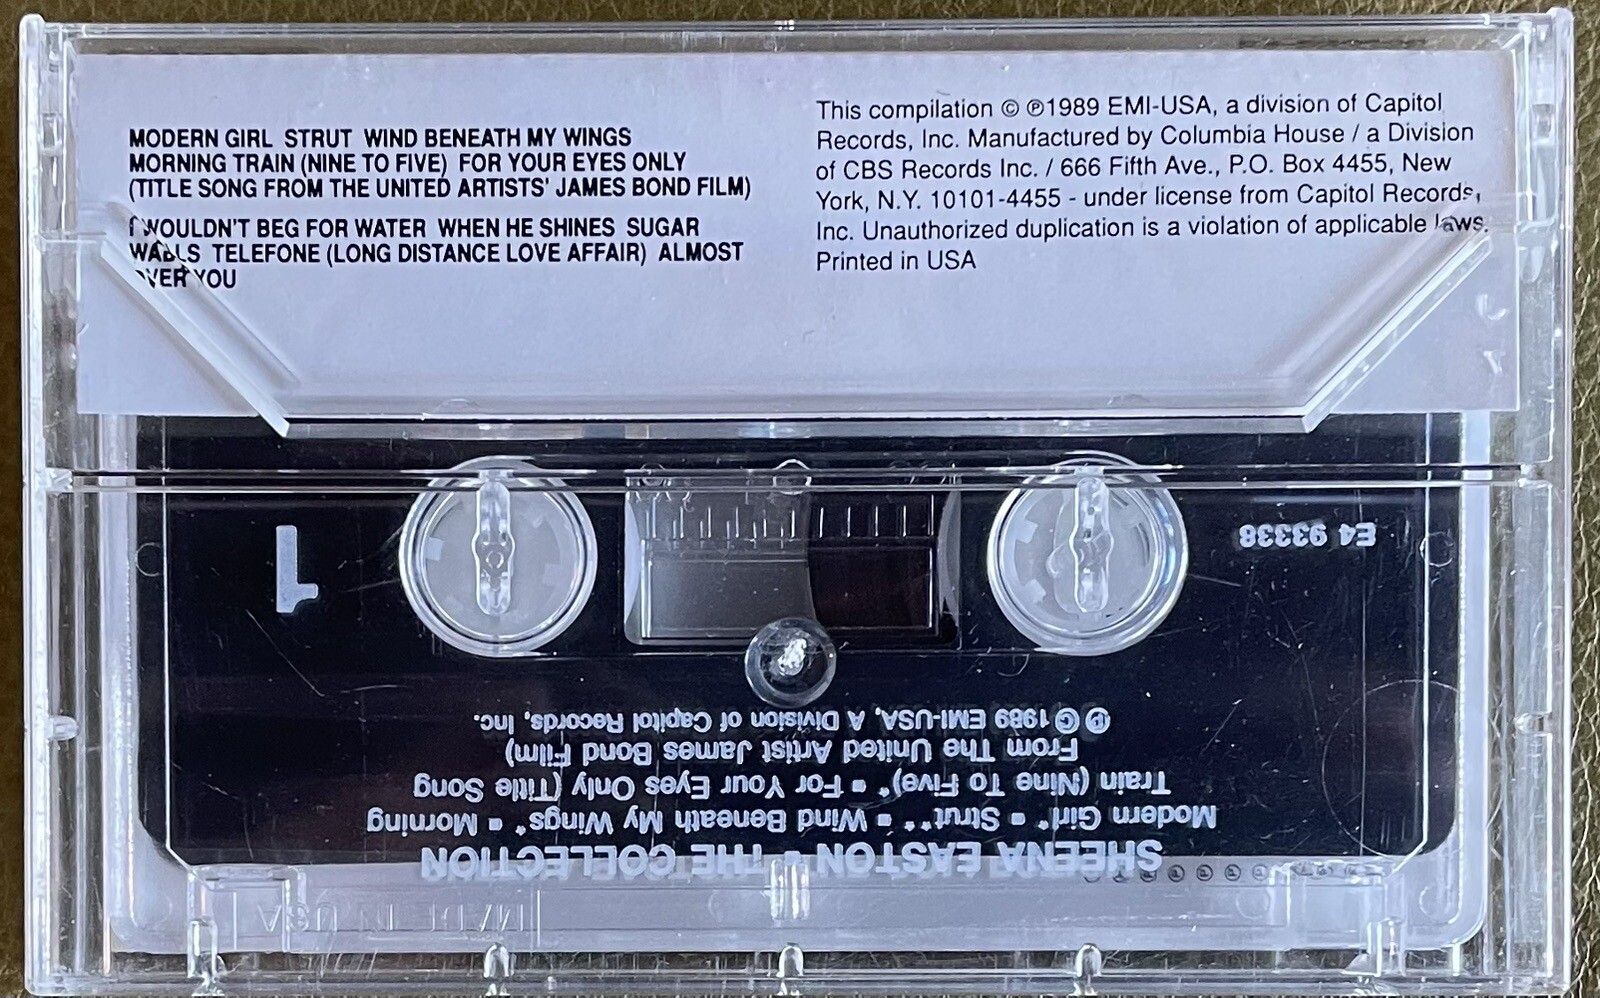 MODERN GIRL STRUT WIND BENEATH MY WINGS
MORNING TRAIN (NINE TO FIVE) FOR YOUR EYES ONLY
(TITLE SONG FROM THE UNITED ARTISTS' JAMES BOND FILM)
I WOULDN'T BEG FOR WATER WHEN HE SHINES SUGAR
WALLS TELEFONE (LONG DISTANCE LOVE AFFAIR) ALMOST
OVER YOU
This compilation © ℗1989 EMI-USA, a division of Capitol
Records, Inc. Manufactured by Columbia House / a Division
of CBS Records Inc. / 666 Fifth Ave., P.O. Box 4455, New
York, N.Y. 10101-4455 - under license from Capitol Records,
Inc. Unauthorized duplication is a violation of applicable laws.
Printed in USA
SHEENA EASTON - THE COLLECTION
Modern Girl* ▪ Strut** ▪ Wind Beneath My Wings* ▪ Morning
Train (Nine To Five)* ▪ For Your Eyes Only (Title Song
From The United Artist James Bond Film)
℗ © 1989 EMI-USA, A Division of Capitol Records, Inc.
E4 93338
1
MADE IN USA